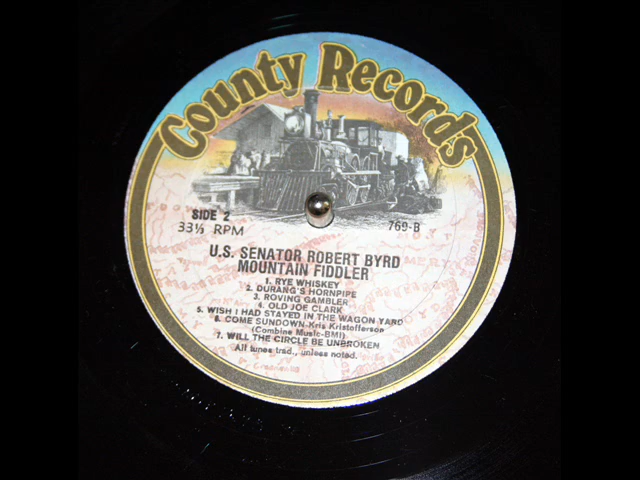 County Records
SIDE 2
33⅓ RPM
769-B
U.S. SENATOR ROBERT BYRD
MOUNTAIN FIDDLER
1. RYE WHISKEY
2. DURANG'S HORNPIPE
3. ROVING GAMBLER
4. OLD JOE CLARK
5. WISH I HAD STAYED IN THE WAGON YARD
6. COME SUNDOWN-Kris Kristofferson
(Combine Music-BMI)
7. WILL THE CIRCLE BE UNBROKEN
All tunes trad., unless noted.